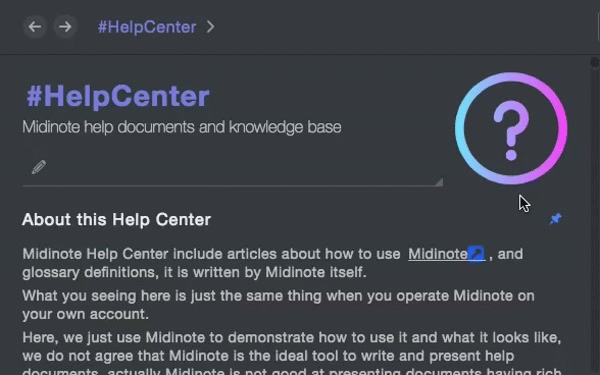 #HelpCenter
#HelpCenter
Midinote help documents and knowledge base
About this Help Center
Midinote Help Center include articles about how to use Midinote , and
glossary definitions, it is written by Midinote itself.
What you seeing here is just the same thing when you operate Midinote on
your own account.
Here, we just use Midinote to demonstrate how to use it and what it looks like,
we do not agree that Midinote is the ideal tool to write and present help
documents, actually Midinote is not good at presenting documents having rich